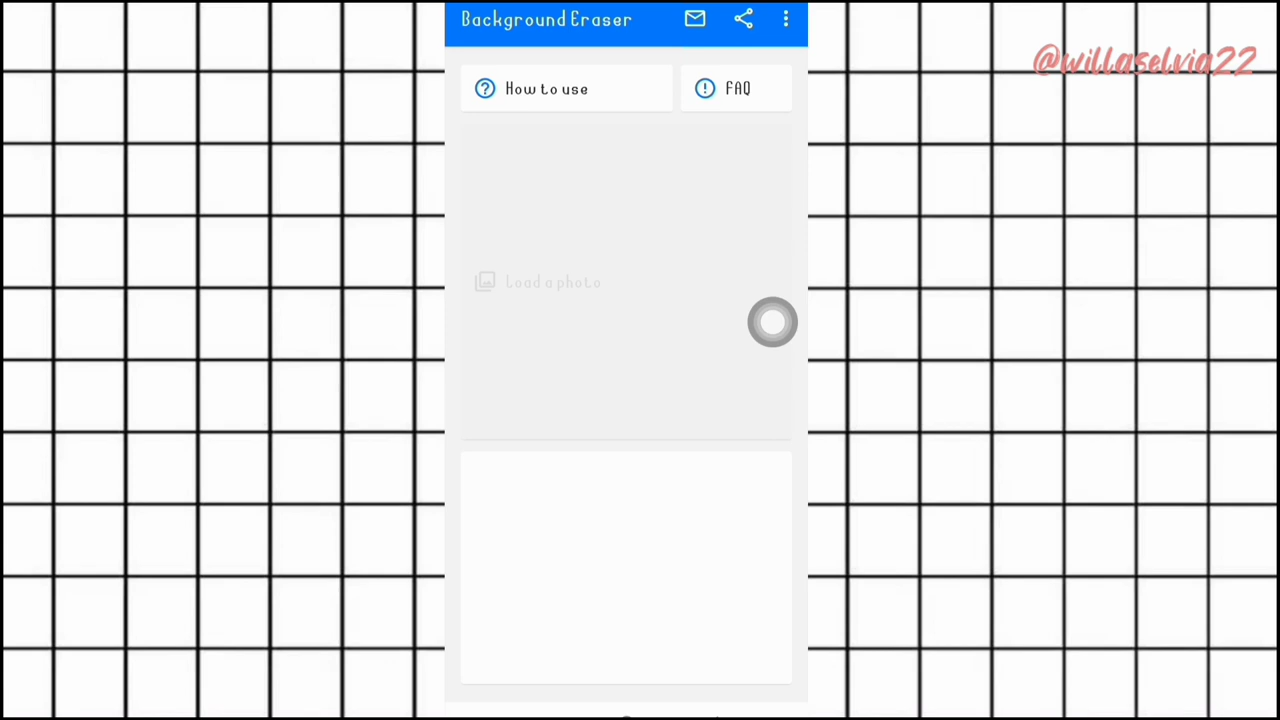 Background Eraser
@willaselvia22
How to use
FAQ
Load a photo